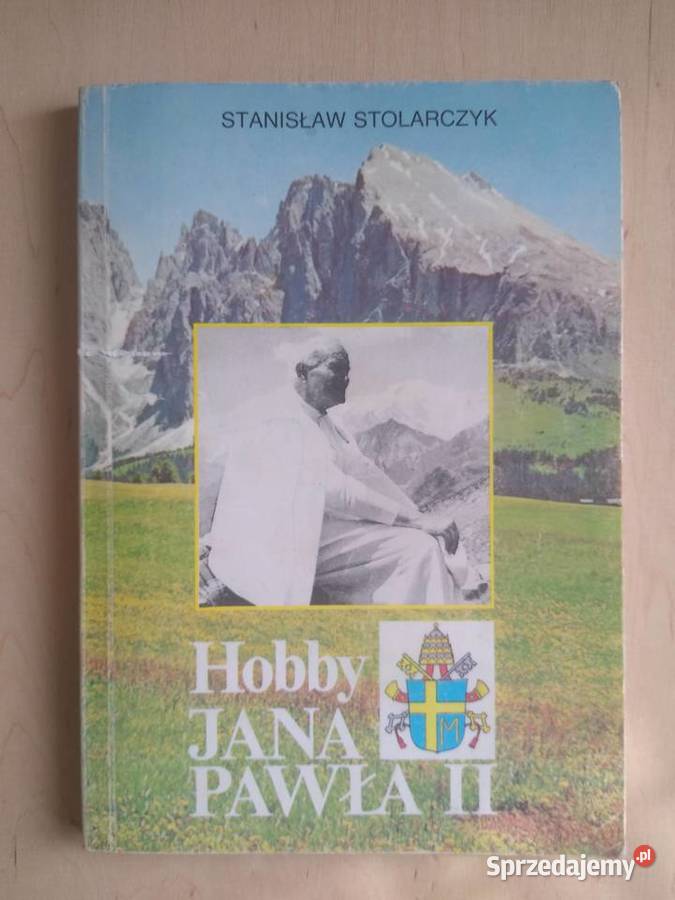 STANISŁAW STOLARCZYK
Hobby
JANA
PAWŁA II
M
Sprzedajemy.pl